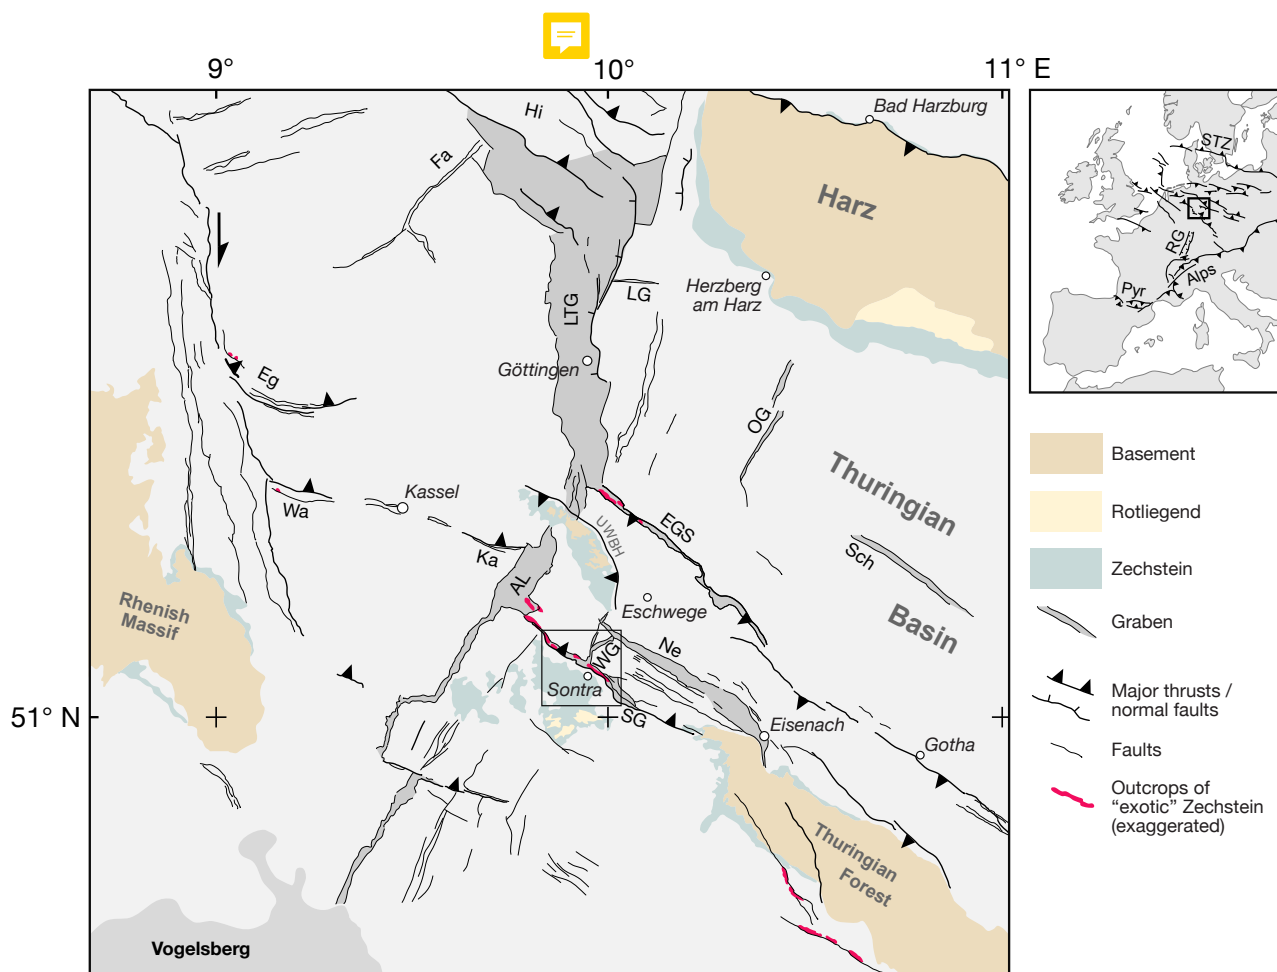 9°
10°
11° E
Hi
Bad Harzburg
Fa
Harz
Herzberg
am Harz
LG
LTG
Göttingen
Eg
OG
Thuringian
Basin
Kassel
Wa
UWBH
EGS
Sch
Ka
AL
Eschwege
Rhenish
Massif
WG
Ne
Sontra
SG
51° N
Eisenach
Gotha
Thuringian
Forest
Vogelsberg
STZ
RG
Alps
Pyr
Basement
Rotliegend
Zechstein
Graben
Major thrusts /
normal faults
Faults
Outcrops of
“exotic” Zechstein
(exaggerated)